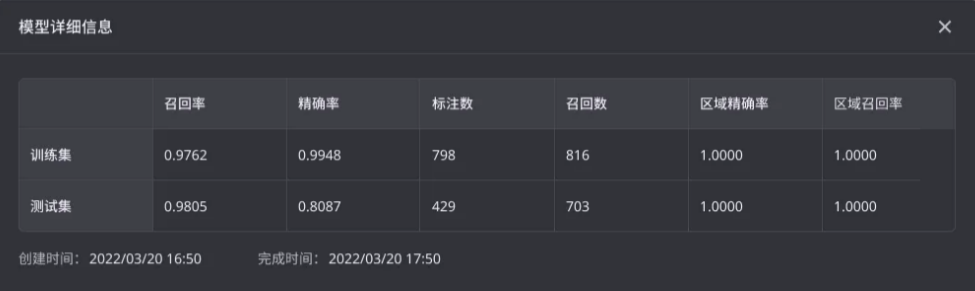 模型详细信息
召回率 精确率 标注数 召回数 区域精确率 区域召回率
训练集 0.9762 0.9948 798 816 1.0000 1.0000
测试集 0.9805 0.8087 429 703 1.0000 1.0000
创建时间： 2022/03/20 16:50 完成时间： 2022/03/20 17:50